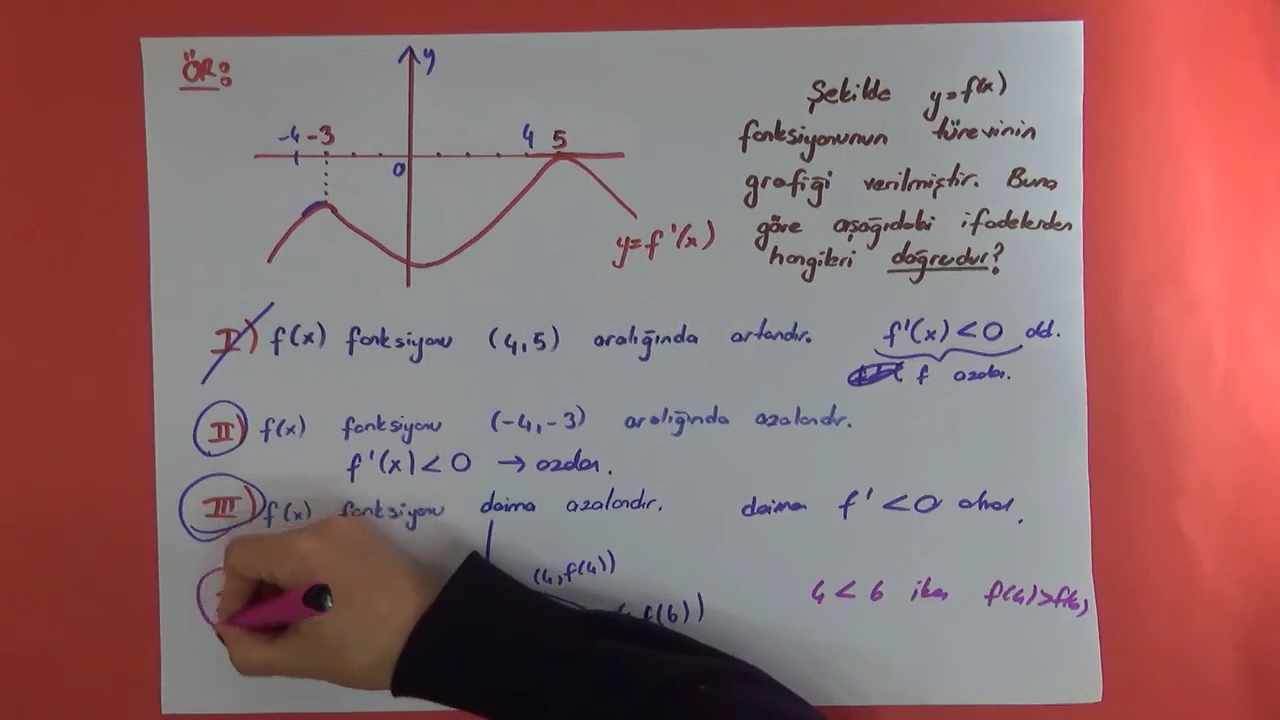 ÖR:
y
-4 -3 4 5
0
y=f'(x)
Şekilde y=f(x)
fonksiyonunun türevinin
grafiği verilmiştir. Buna
göre aşağıdaki ifadelerden
hangileri doğrudur?
I) f(x) fonksiyonu (4,5) aralığında artandır. f'(x)<0 old.
f azalan.
II) f(x) fonksiyonu (-4,-3) aralığında azalandır.
f'(x)<0 → azalan.
III) f(x) fonksiyonu daima azalandır. daima f'<0 olur.
(4,f(4))
f(6))
4<6 iken f(4)>f(6)